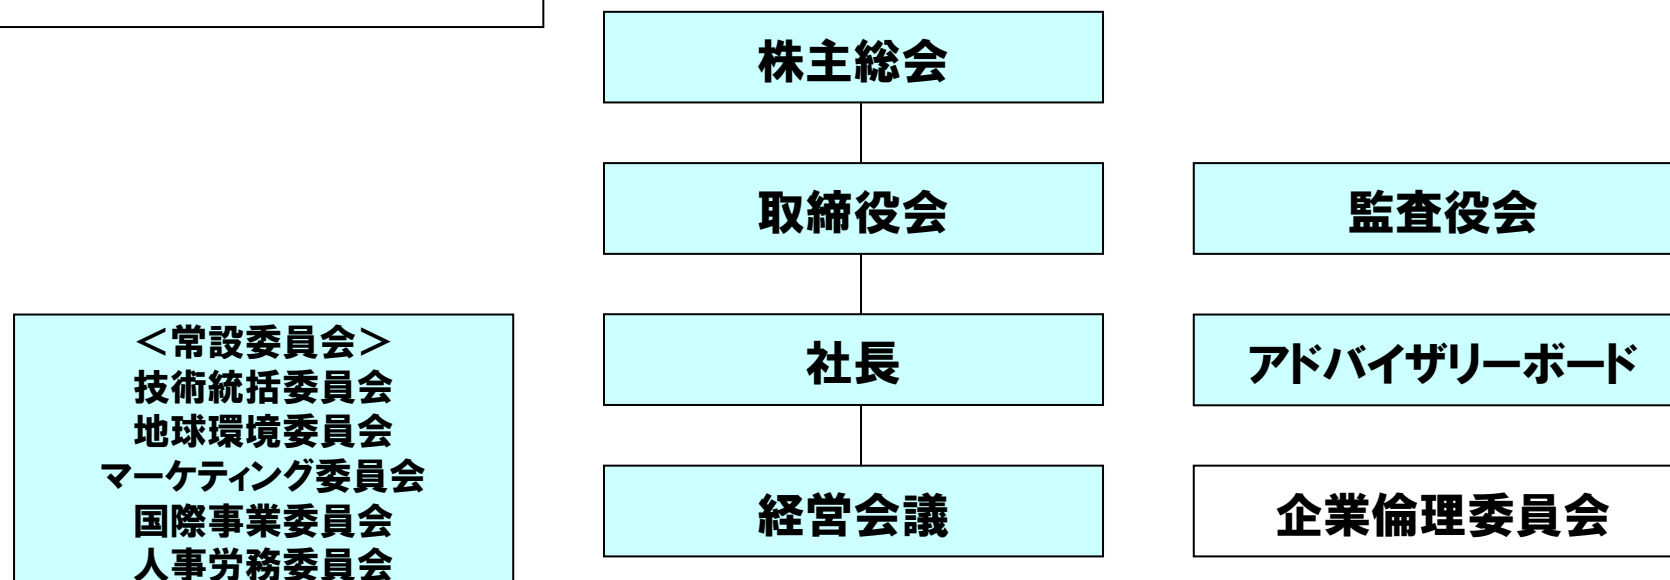 株主総会
取締役会
監査役会
社長
アドバイザリーボード
経営会議
企業倫理委員会
＜常設委員会＞
技術統括委員会
地球環境委員会
マーケティング委員会
国際事業委員会
人事労務委員会